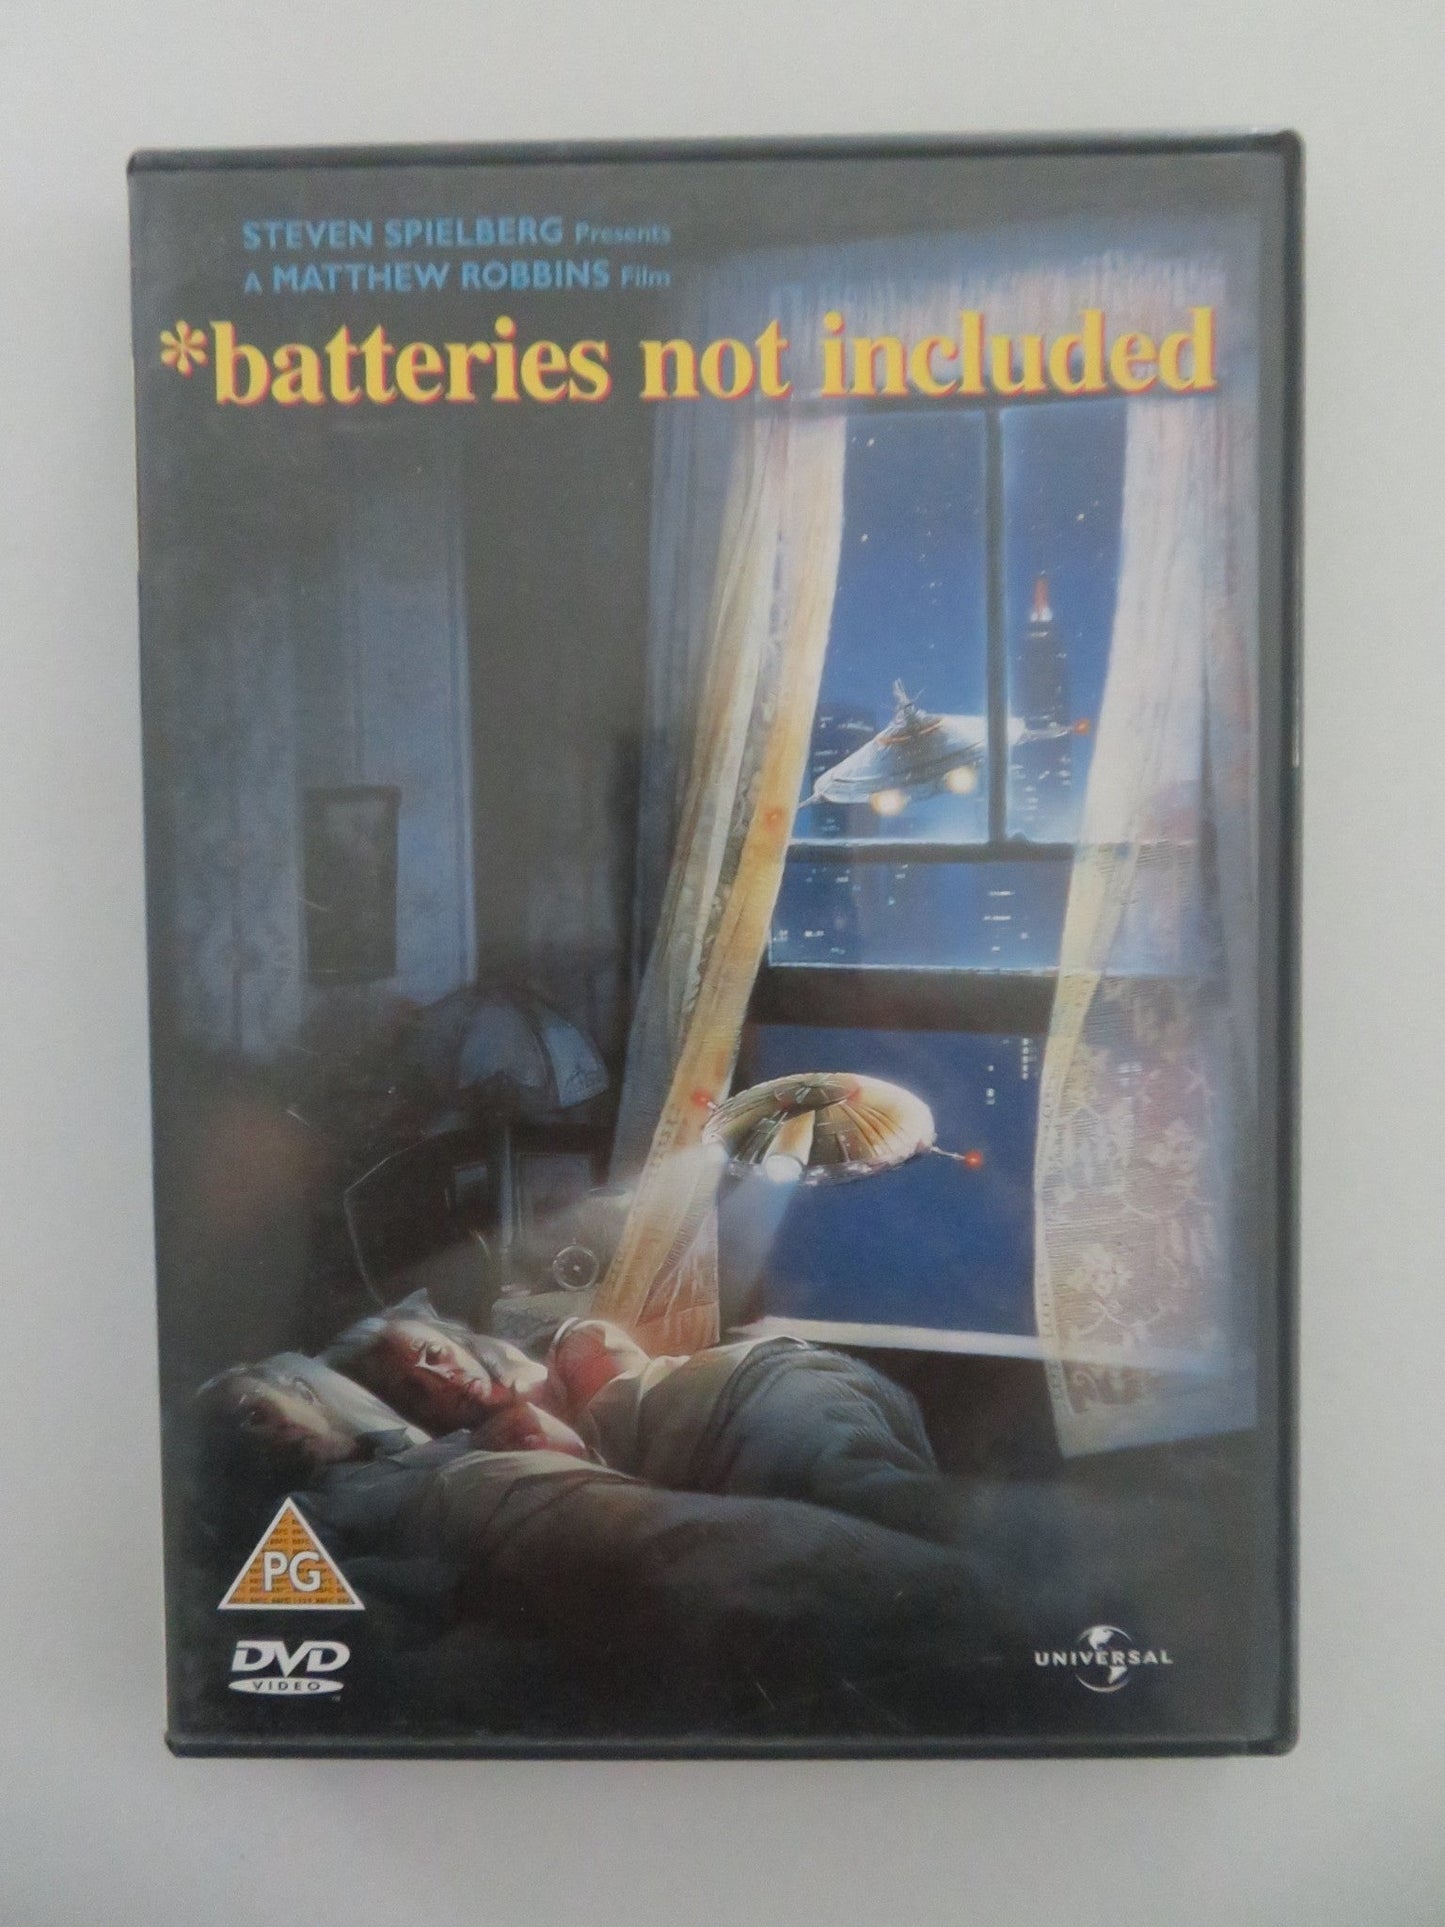 STEVEN SPIELBERG Presents
A MATTHEW ROBBINS Film
*batteries not included
PG
DVD
VIDEO
UNIVERSAL